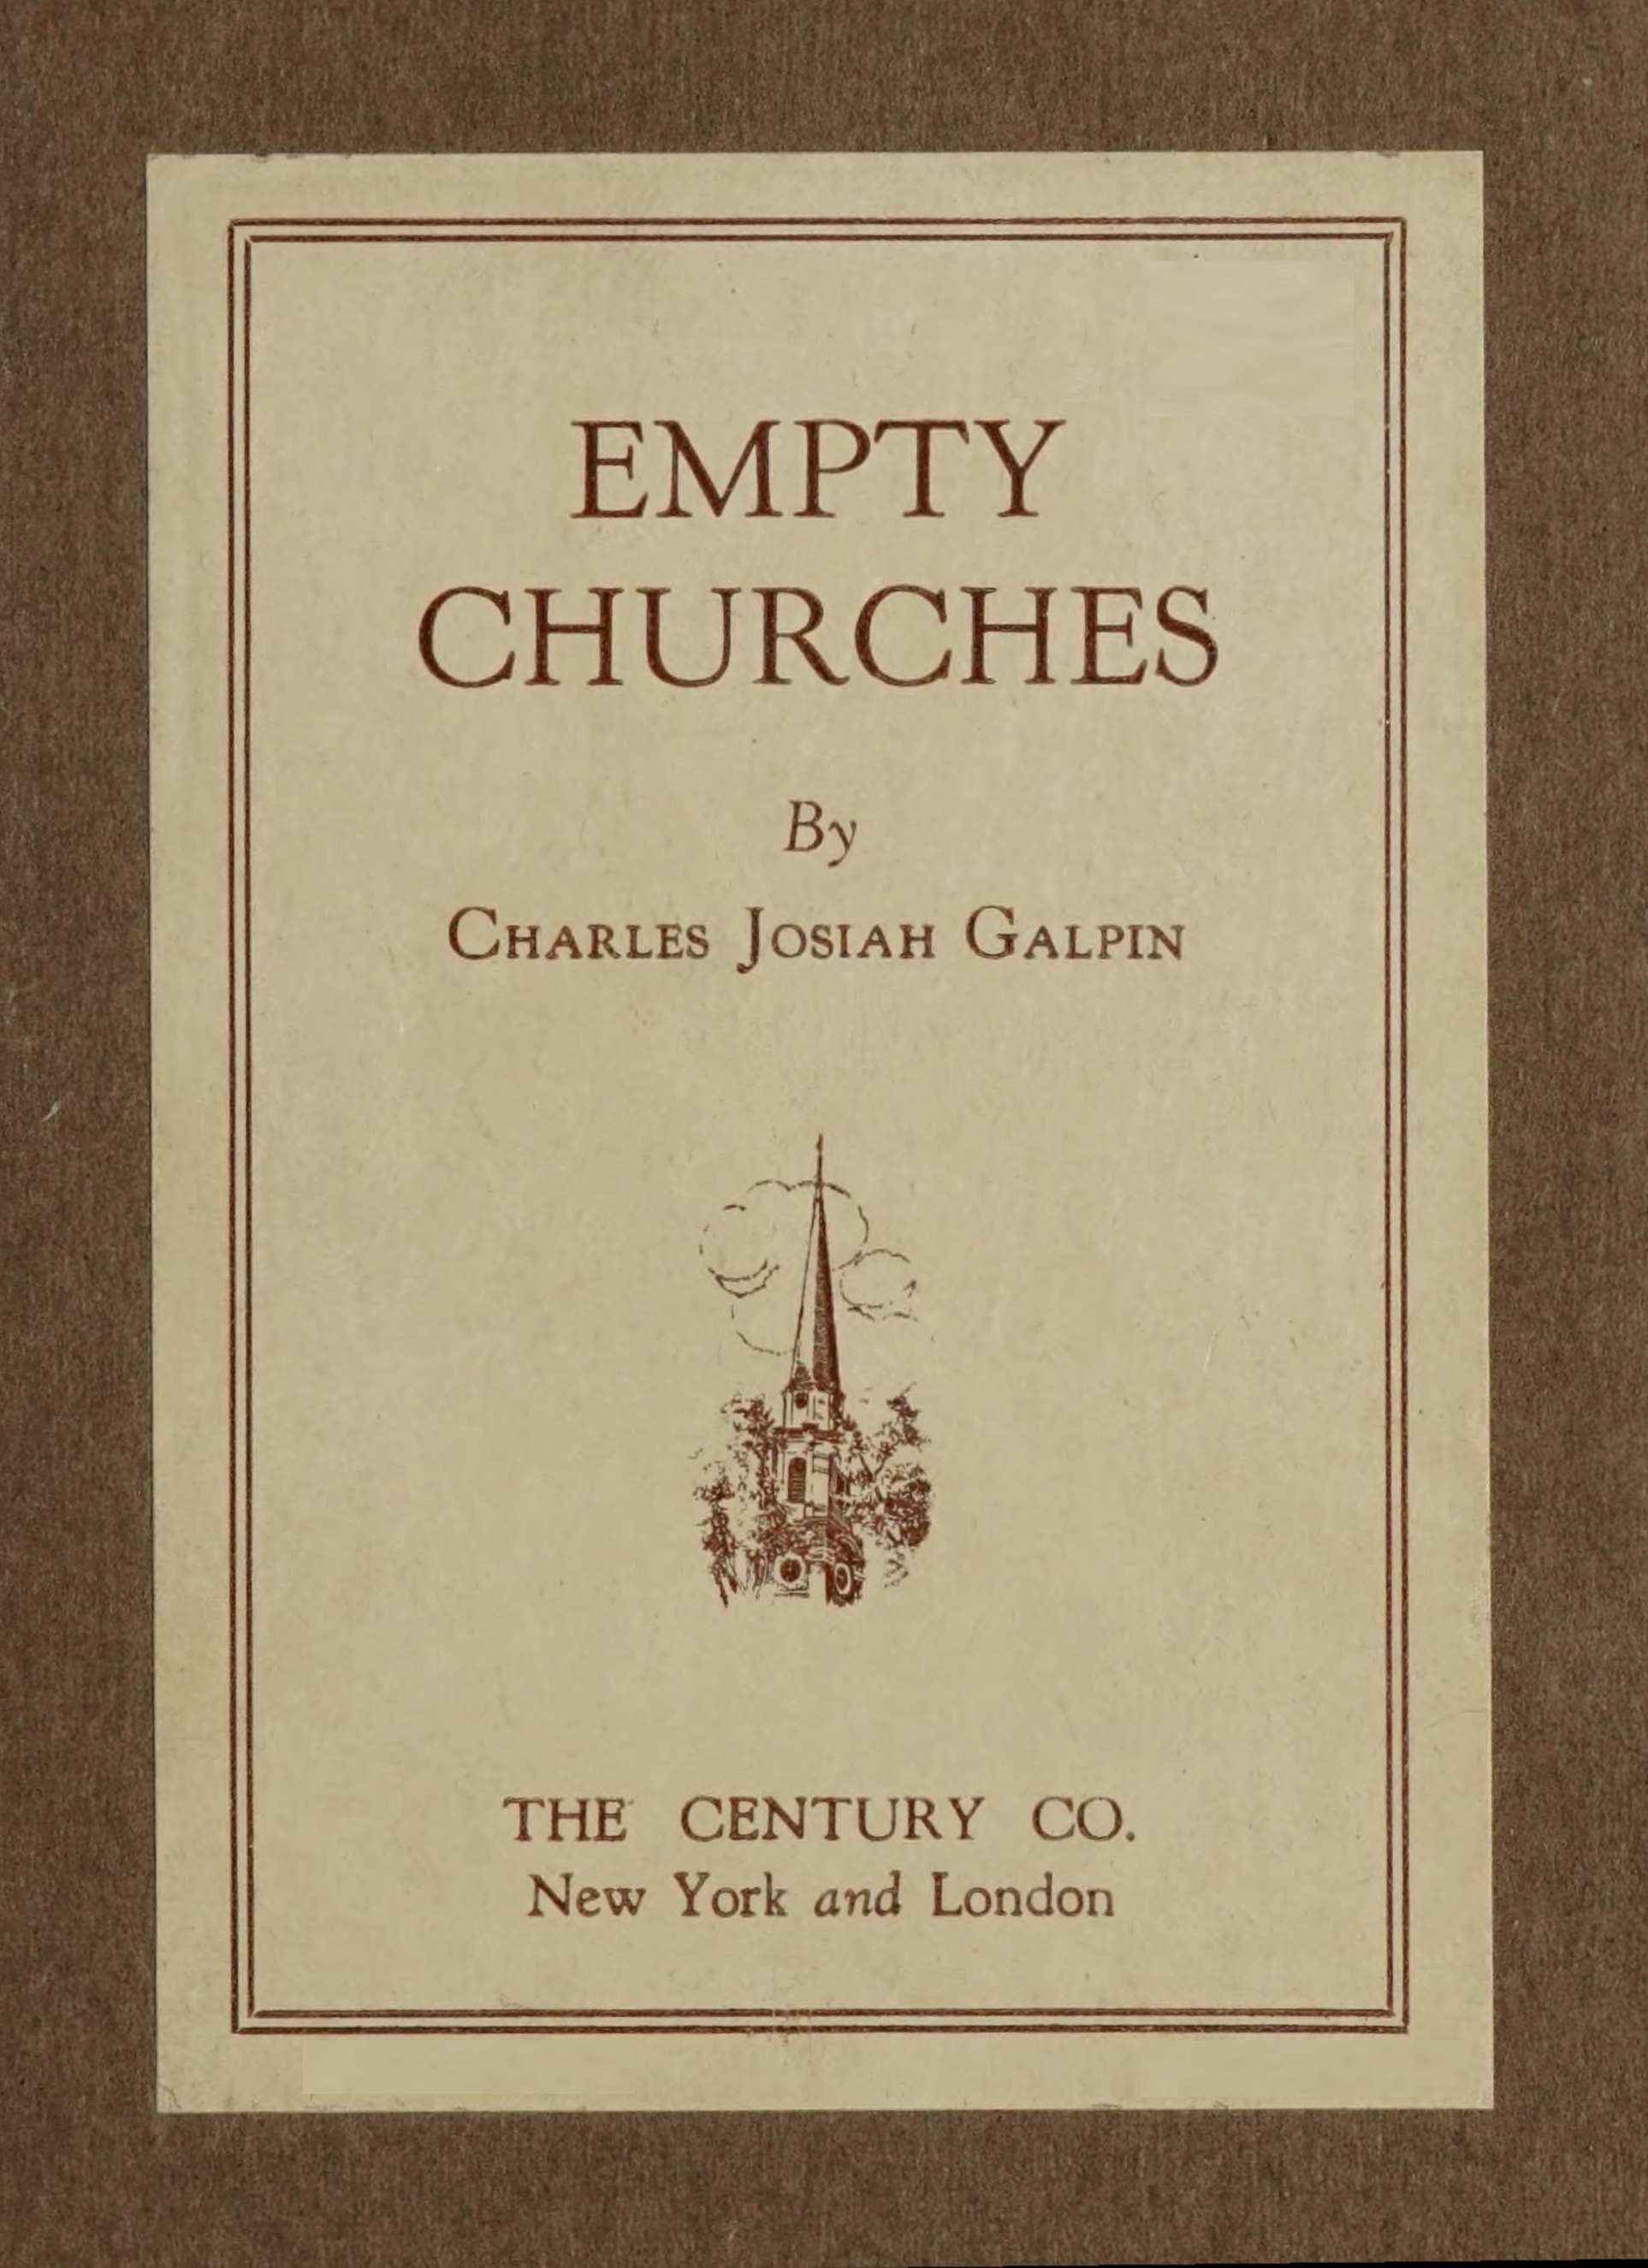 EMPTY
CHURCHES
By
CHARLES JOSIAH GALPIN
THE CENTURY CO.
New York and London